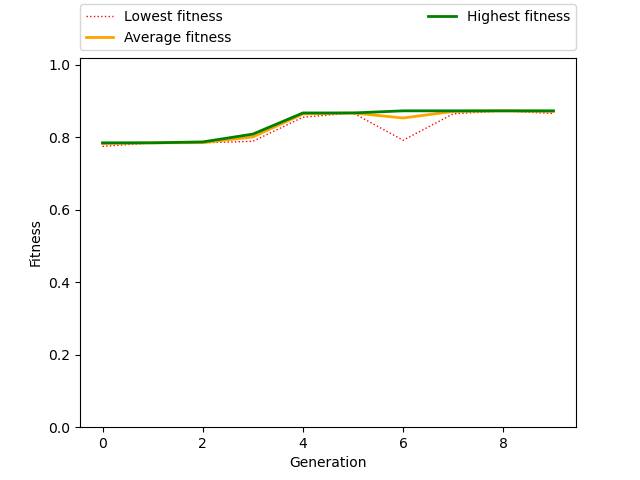 Lowest fitness
Average fitness
Highest fitness
1.0
0.8
0.6
0.4
0.2
0.0
Fitness
0 2 4 6 8
Generation